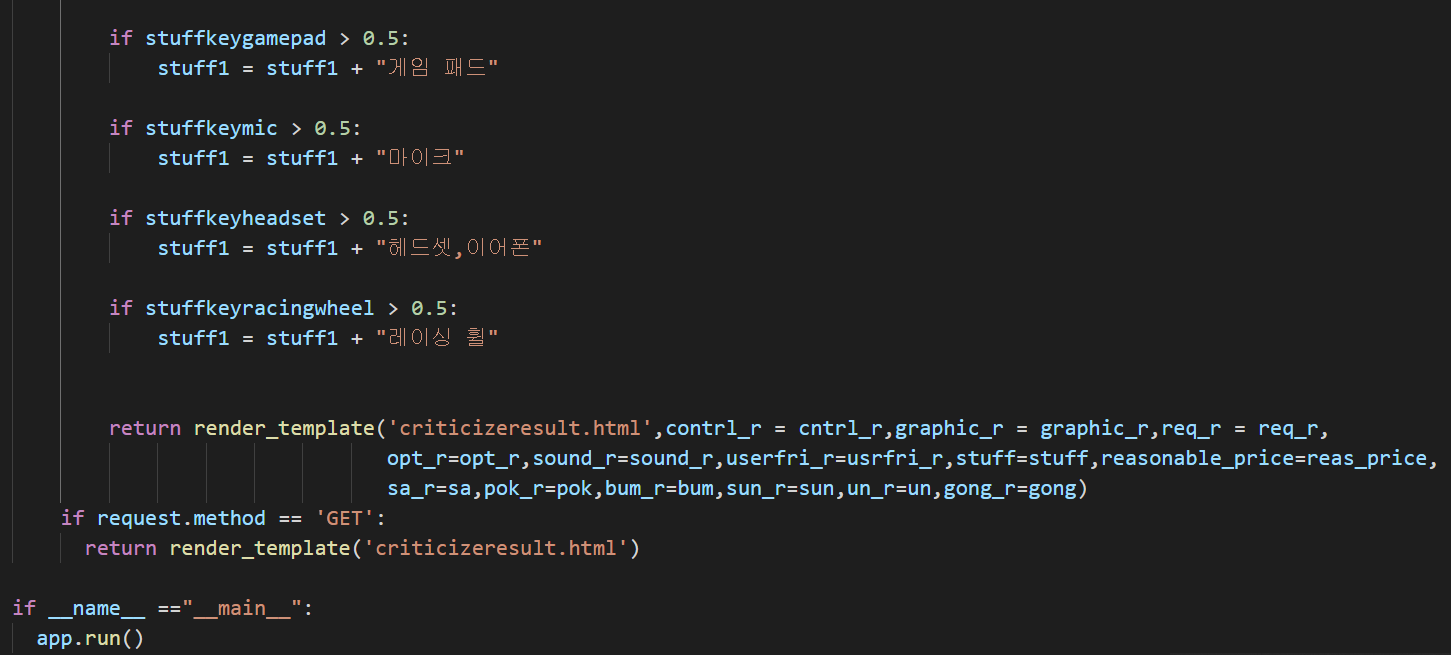 if stuffkeygamepad > 0.5:
stuff1 = stuff1 + "게임 패드"
if stuffkeymic > 0.5:
stuff1 = stuff1 + "마이크"
if stuffkeyheadset > 0.5:
stuff1 = stuff1 + "헤드셋,이어폰"
if stuffkeyracingwheel > 0.5:
stuff1 = stuff1 + "레이싱 휠"
return render_template('criticizeresult.html',contrl_r = cntrl_r,graphic_r = graphic_r,req_r = req_r,
opt_r=opt_r,sound_r=sound_r,userfri_r=usrfri_r,stuff=stuff,reasonable_price=reas_price,
sa_r=sa,pok_r=pok,bum_r=bum,sun_r=sun,un_r=un,gong_r=gong)
if request.method == 'GET':
return render_template('criticizeresult.html')
if __name__ =="__main__":
app.run()